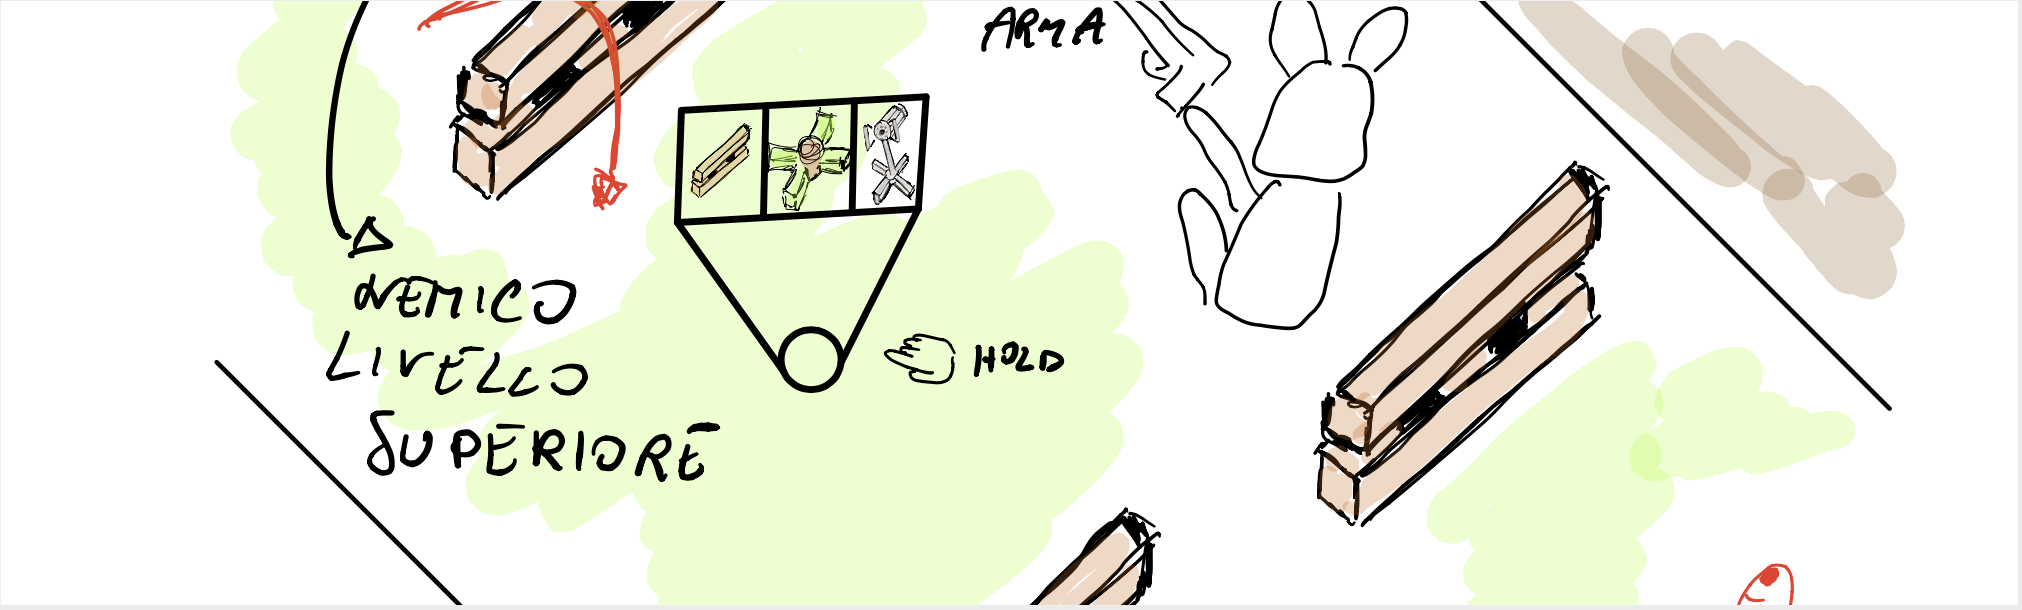 ARMA
HOLD
NEMICO
LIVELLO
SUPERIORE